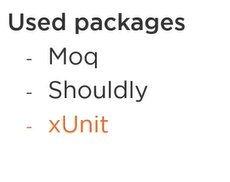 Used packages
- Moq
- Shouldly
- xUnit